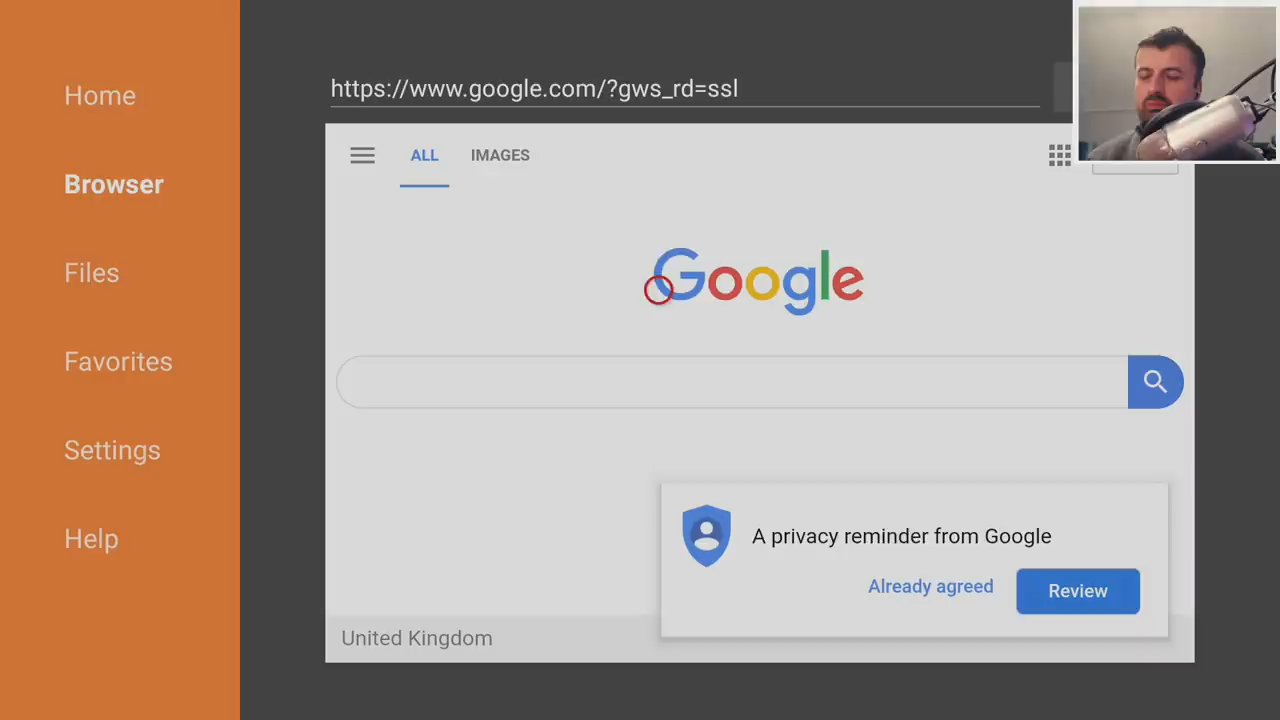 Home
Browser
Files
Favorites
Settings
Help
https://www.google.com/?gws_rd=ssl
ALL IMAGES
Google
A privacy reminder from Google
Already agreed Review
United Kingdom